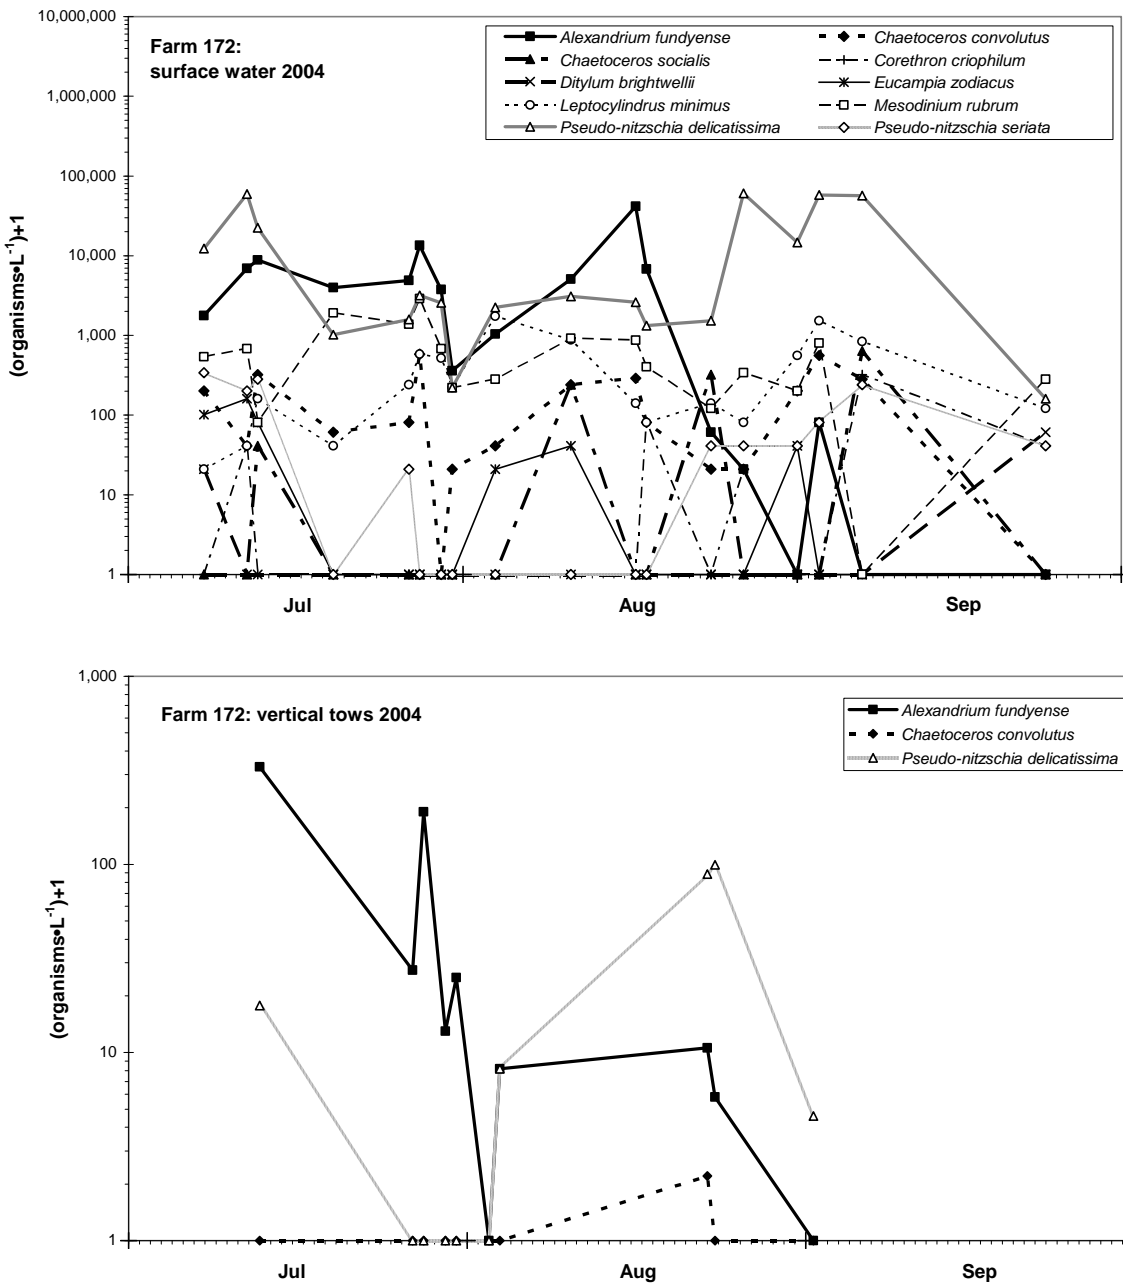 Farm 172:
surface water 2004
Alexandrium fundyense
Chaetoceros convolutus
Chaetoceros socialis
Corethron criophilum
Ditylum brightwellii
Eucampia zodiacus
Leptocylindrus minimus
Mesodinium rubrum
Pseudo-nitzschia delicatissima
Pseudo-nitzschia seriata
(organisms•L⁻¹)+1
10,000,000
1,000,000
100,000
10,000
1,000
100
10
1
Jul Aug Sep
Farm 172: vertical tows 2004
Alexandrium fundyense
Chaetoceros convolutus
Pseudo-nitzschia delicatissima
(organisms•L⁻¹)+1
1,000
100
10
1
Jul Aug Sep